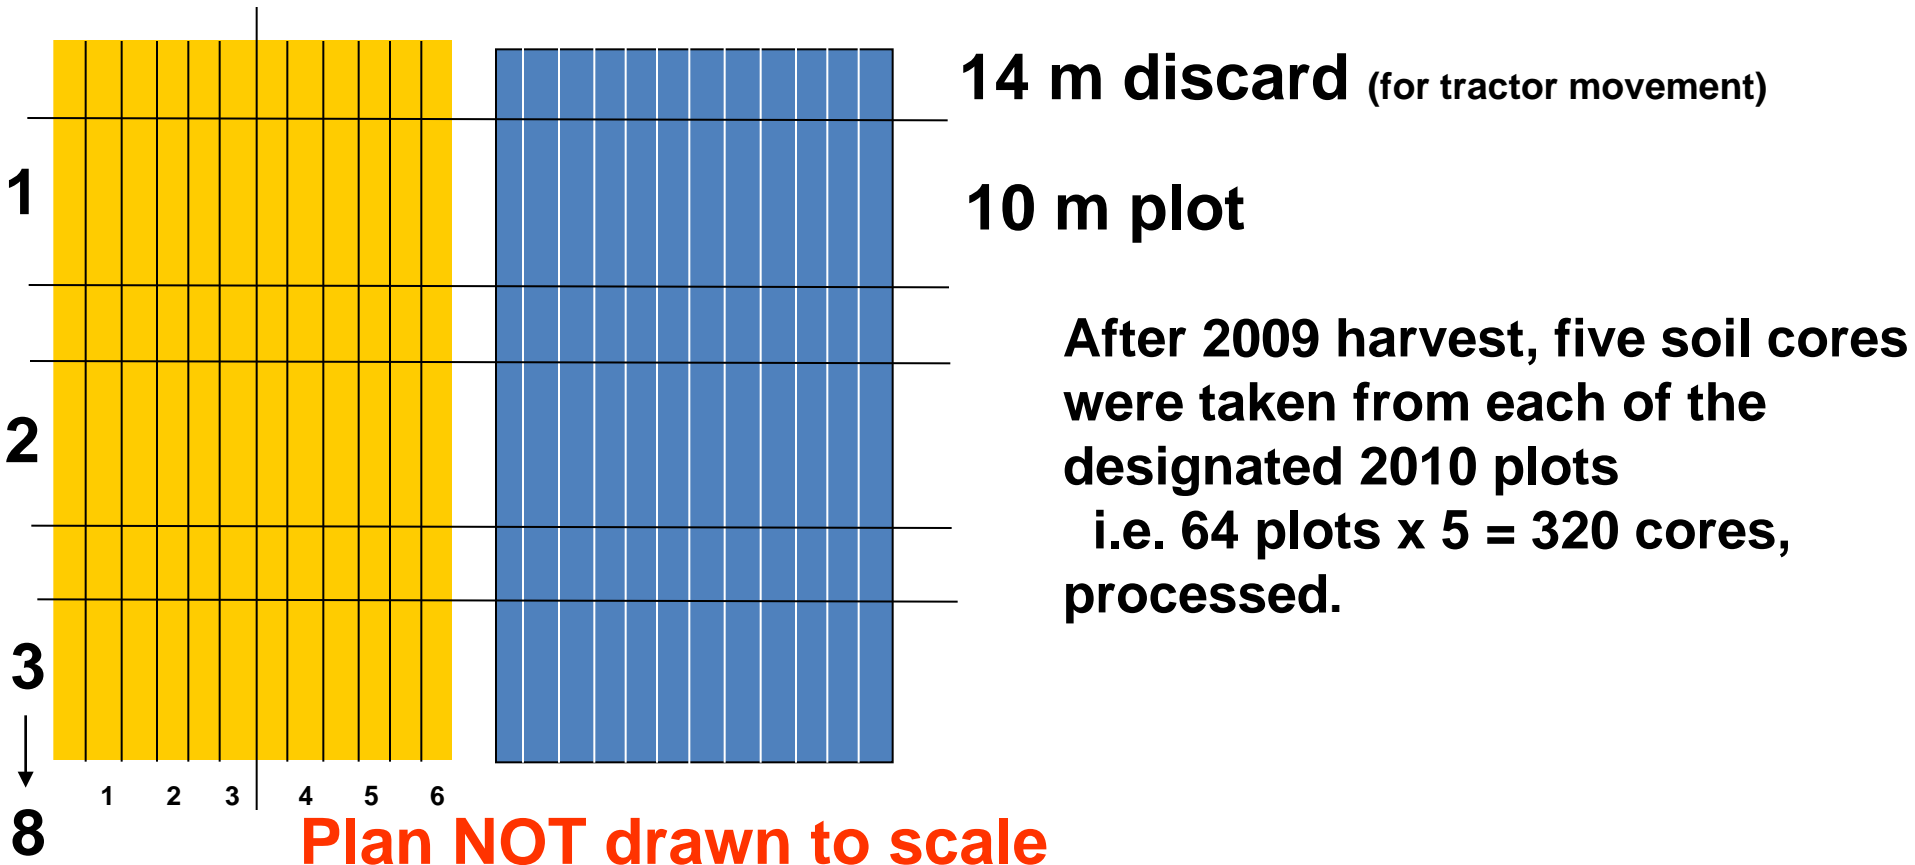 14 m discard (for tractor movement)
1
10 m plot
After 2009 harvest, five soil cores
were taken from each of the
designated 2010 plots
i.e. 64 plots x 5 = 320 cores,
processed.
2
3
8
1 2 3 4 5 6
Plan NOT drawn to scale